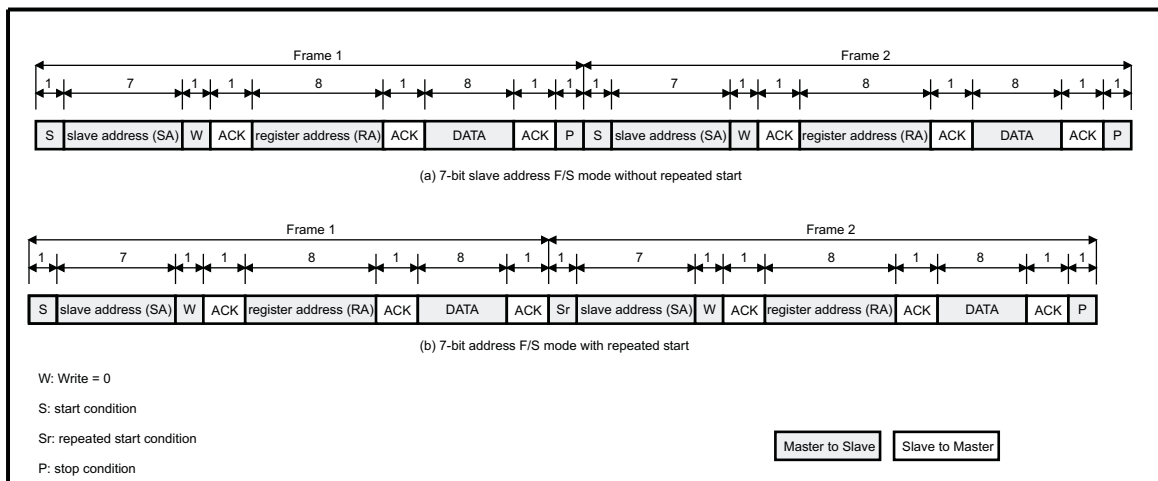 Frame 1 Frame 2
1 7 1 1 8 1 8 1 1 1 7 1 1 8 1 8 1 1
S slave address (SA) W ACK register address (RA) ACK DATA ACK P S slave address (SA) W ACK register address (RA) ACK DATA ACK P
(a) 7-bit slave address F/S mode without repeated start
Frame 1 Frame 2
1 7 1 1 8 1 8 1 1 7 1 1 8 1 8 1 1
S slave address (SA) W ACK register address (RA) ACK DATA ACK Sr slave address (SA) W ACK register address (RA) ACK DATA ACK P
(b) 7-bit address F/S mode with repeated start
W: Write = 0
S: start condition
Sr: repeated start condition
Master to Slave Slave to Master
P: stop condition